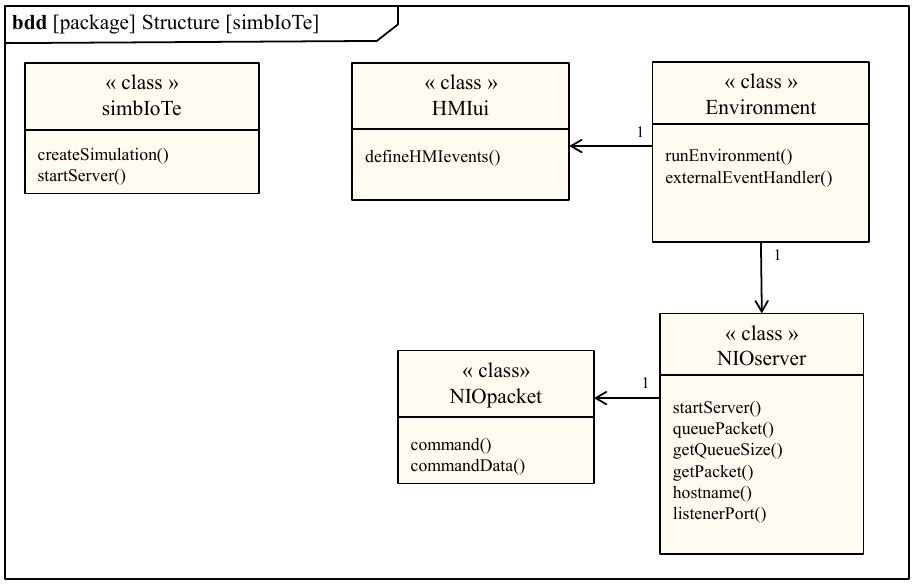 bdd [package] Structure [simbIoTe]
« class »
simbIoTe
createSimulation()
startServer()
« class »
HMIui
defineHMIevents()
1
« class »
Environment
runEnvironment()
externalEventHandler()
1
« class»
NIOpacket
command()
commandData()
1
« class »
NIOserver
startServer()
queuePacket()
getQueueSize()
getPacket()
hostname()
listenerPort()